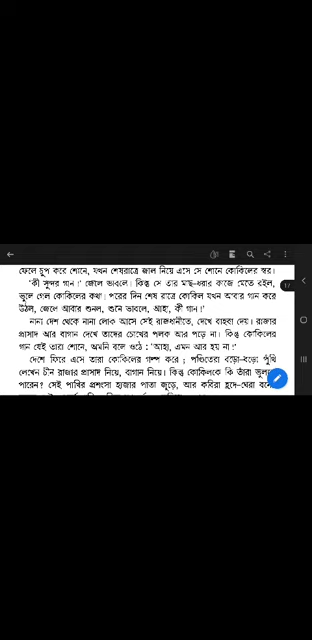 ফেলে চুপ করে শোনে, যখন শেষরাত্রে জাল নিয়ে এসে সে শোনে কোকিলের স্বর।
'কী সুন্দর গান!' জেলে ভাবলে। কিন্তু সে তার মাছ-ধরার কাজে মেতে রইল,
ভুলে গেল কোকিলের কথা। পরের দিন শেষ রাত্রে কোকিল যখন আবার গান করে
উঠল, জেলে আবার শুনল, শুনে ভাবলে, আহা, কী গান!'
নানা দেশ থেকে নানা লোক আসে সেই রাজধানীতে, দেখে বাহবা দেয়। রাজার
প্রাসাদ আর বাগান দেখে তাদের চোখের পলক আর পড়ে না। কিন্তু কোকিলের
গান যেই তারা শোনে, অমনি বলে ওঠে : 'আহা, এমন আর হয় না!'
দেশে ফিরে এসে তারা কোকিলের গল্প করে ; পণ্ডিতেরা বড়ো-বড়ো পুঁথি
লেখেন চীন রাজার প্রাসাদ নিয়ে, বাগান নিয়ে। কিন্তু কোকিলকে কি তাঁরা
পারেন? সেই পাখির প্রশংসা হাজার পাতা জুড়ে, আর কবিরা হ্রদে-ঘেরা